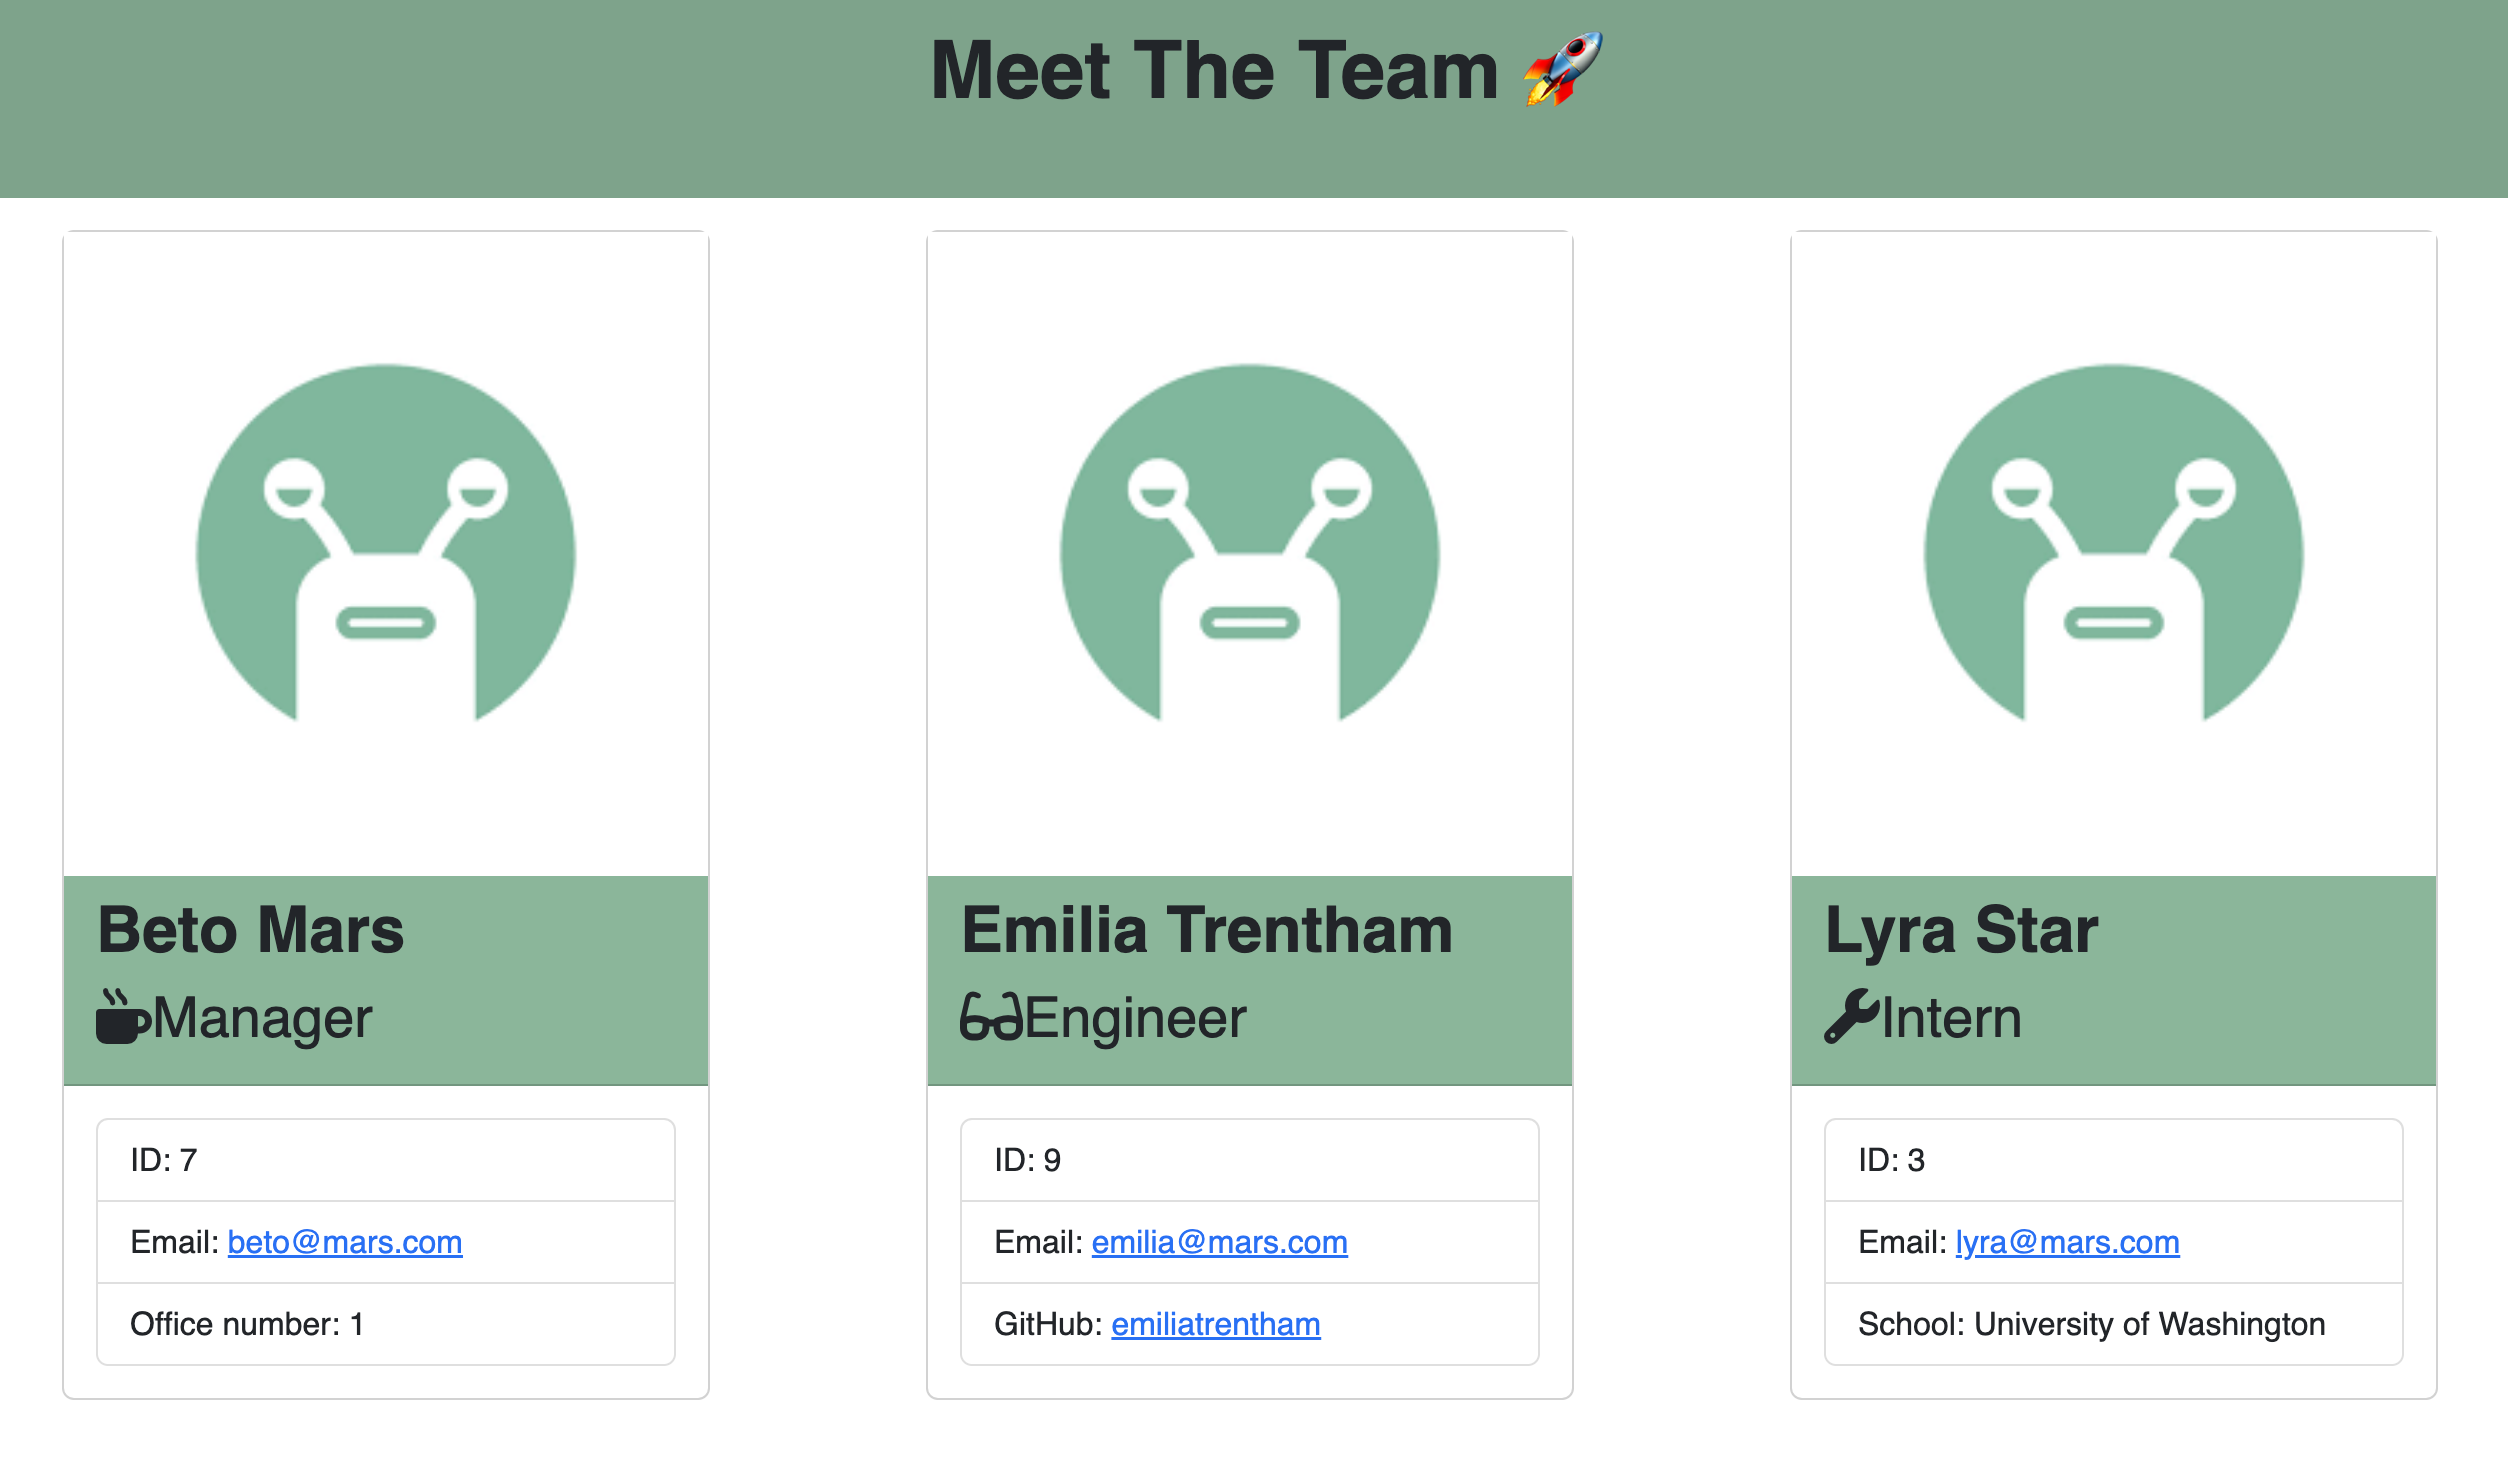 Meet The Team 🚀
Beto Mars
Manager
ID: 7
Email: beto@mars.com
Office number: 1
Emilia Trentham
Engineer
ID: 9
Email: emilia@mars.com
GitHub: emiliatrentham
Lyra Star
Intern
ID: 3
Email: lyra@mars.com
School: University of Washington